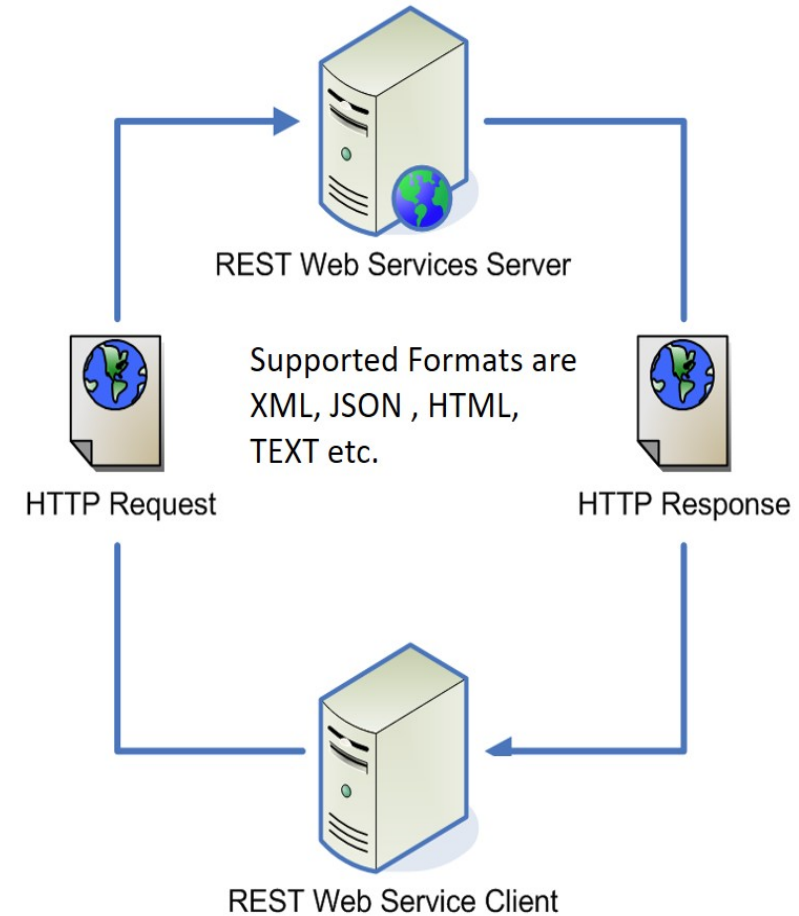 REST Web Services Server
Supported Formats are
XML, JSON , HTML,
TEXT etc.
HTTP Request
HTTP Response
REST Web Service Client